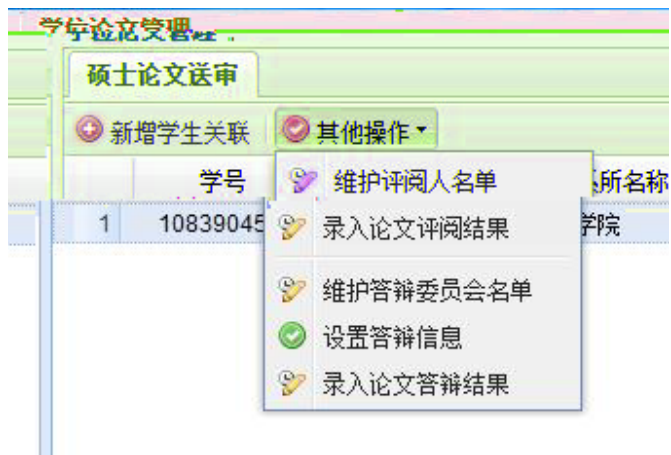 学位论文受理
硕士论文送审
新增学生关联 其他操作
学号 维护评阅人名单 所名称
1 10839045 录入论文评阅结果 学院
维护答辩委员会名单
设置答辩信息
录入论文答辩结果